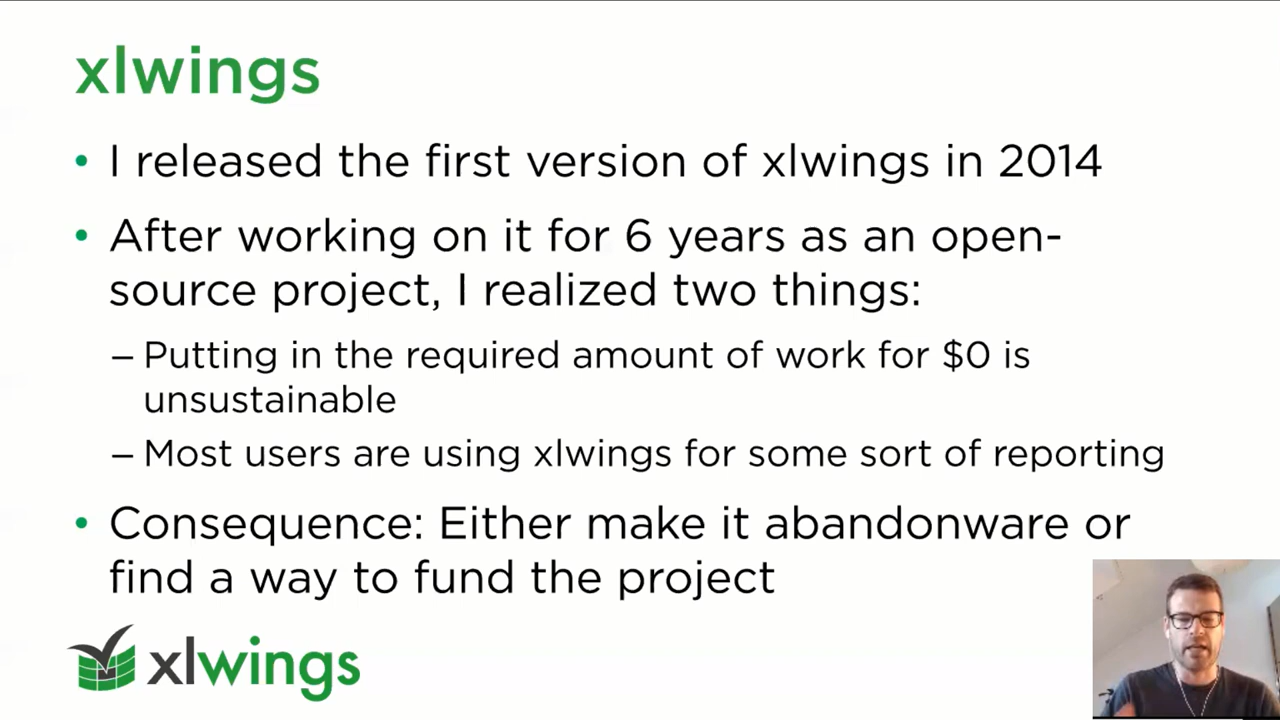 xlwings
• I released the first version of xlwings in 2014
• After working on it for 6 years as an open-
source project, I realized two things:
– Putting in the required amount of work for $0 is
unsustainable
– Most users are using xlwings for some sort of reporting
• Consequence: Either make it abandonware or
find a way to fund the project
xlwings